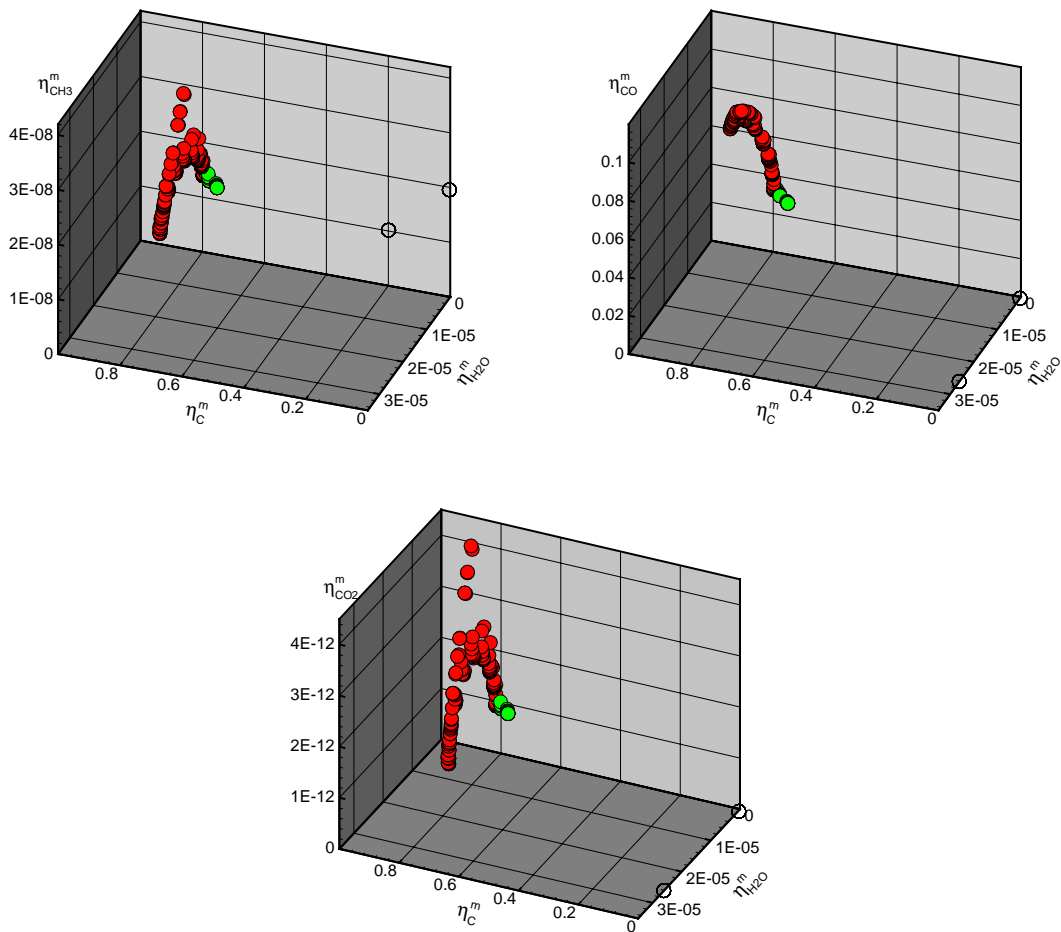 η^m_CH3
4E-08
3E-08
2E-08
1E-08
0
0.8
0.6
0.4
0.2
0
η^m_C
0
1E-05
2E-05
3E-05
η^m_H2O
η^m_CO
0.1
0.08
0.06
0.04
0.02
0
0.8
0.6
0.4
0.2
0
η^m_C
0
1E-05
2E-05
3E-05
η^m_H2O
η^m_CO2
4E-12
3E-12
2E-12
1E-12
0
0.8
0.6
0.4
0.2
0
η^m_C
0
1E-05
2E-05
3E-05
η^m_H2O